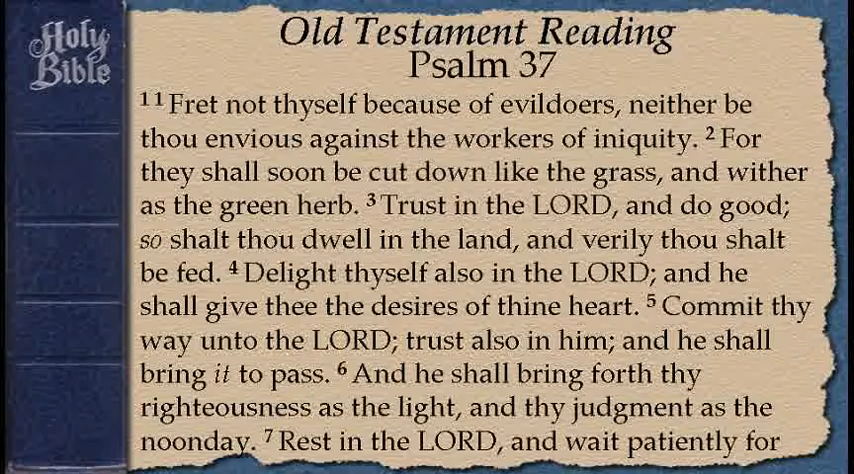 Holy
Bible
Old Testament Reading
Psalm 37
¹¹ Fret not thyself because of evildoers, neither be
thou envious against the workers of iniquity. ² For
they shall soon be cut down like the grass, and wither
as the green herb. ³ Trust in the LORD, and do good;
so shalt thou dwell in the land, and verily thou shalt
be fed. ⁴ Delight thyself also in the LORD; and he
shall give thee the desires of thine heart. ⁵ Commit thy
way unto the LORD; trust also in him; and he shall
bring it to pass. ⁶ And he shall bring forth thy
righteousness as the light, and thy judgment as the
noonday. ⁷ Rest in the LORD, and wait patiently for